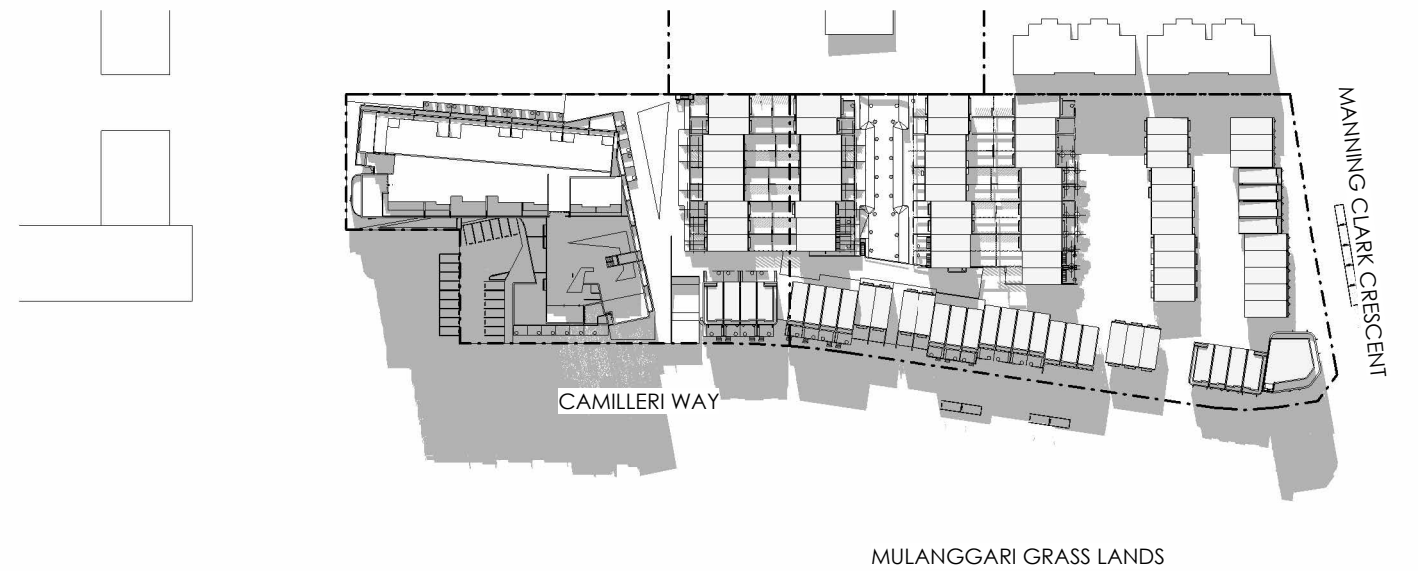 MANNING CLARK CRESCENT
CAMILLERI WAY
MULANGGARI GRASS LANDS